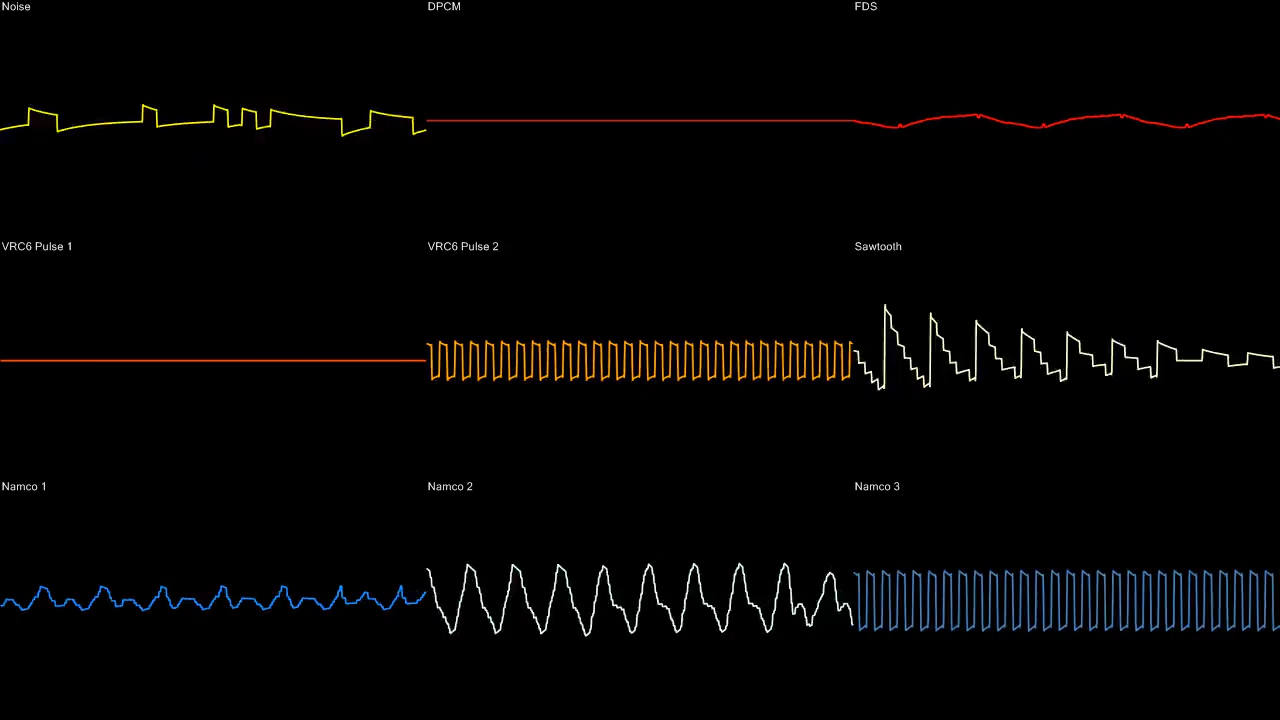 Noise
DPCM
FDS
VRC6 Pulse 1
VRC6 Pulse 2
Sawtooth
Namco 1
Namco 2
Namco 3